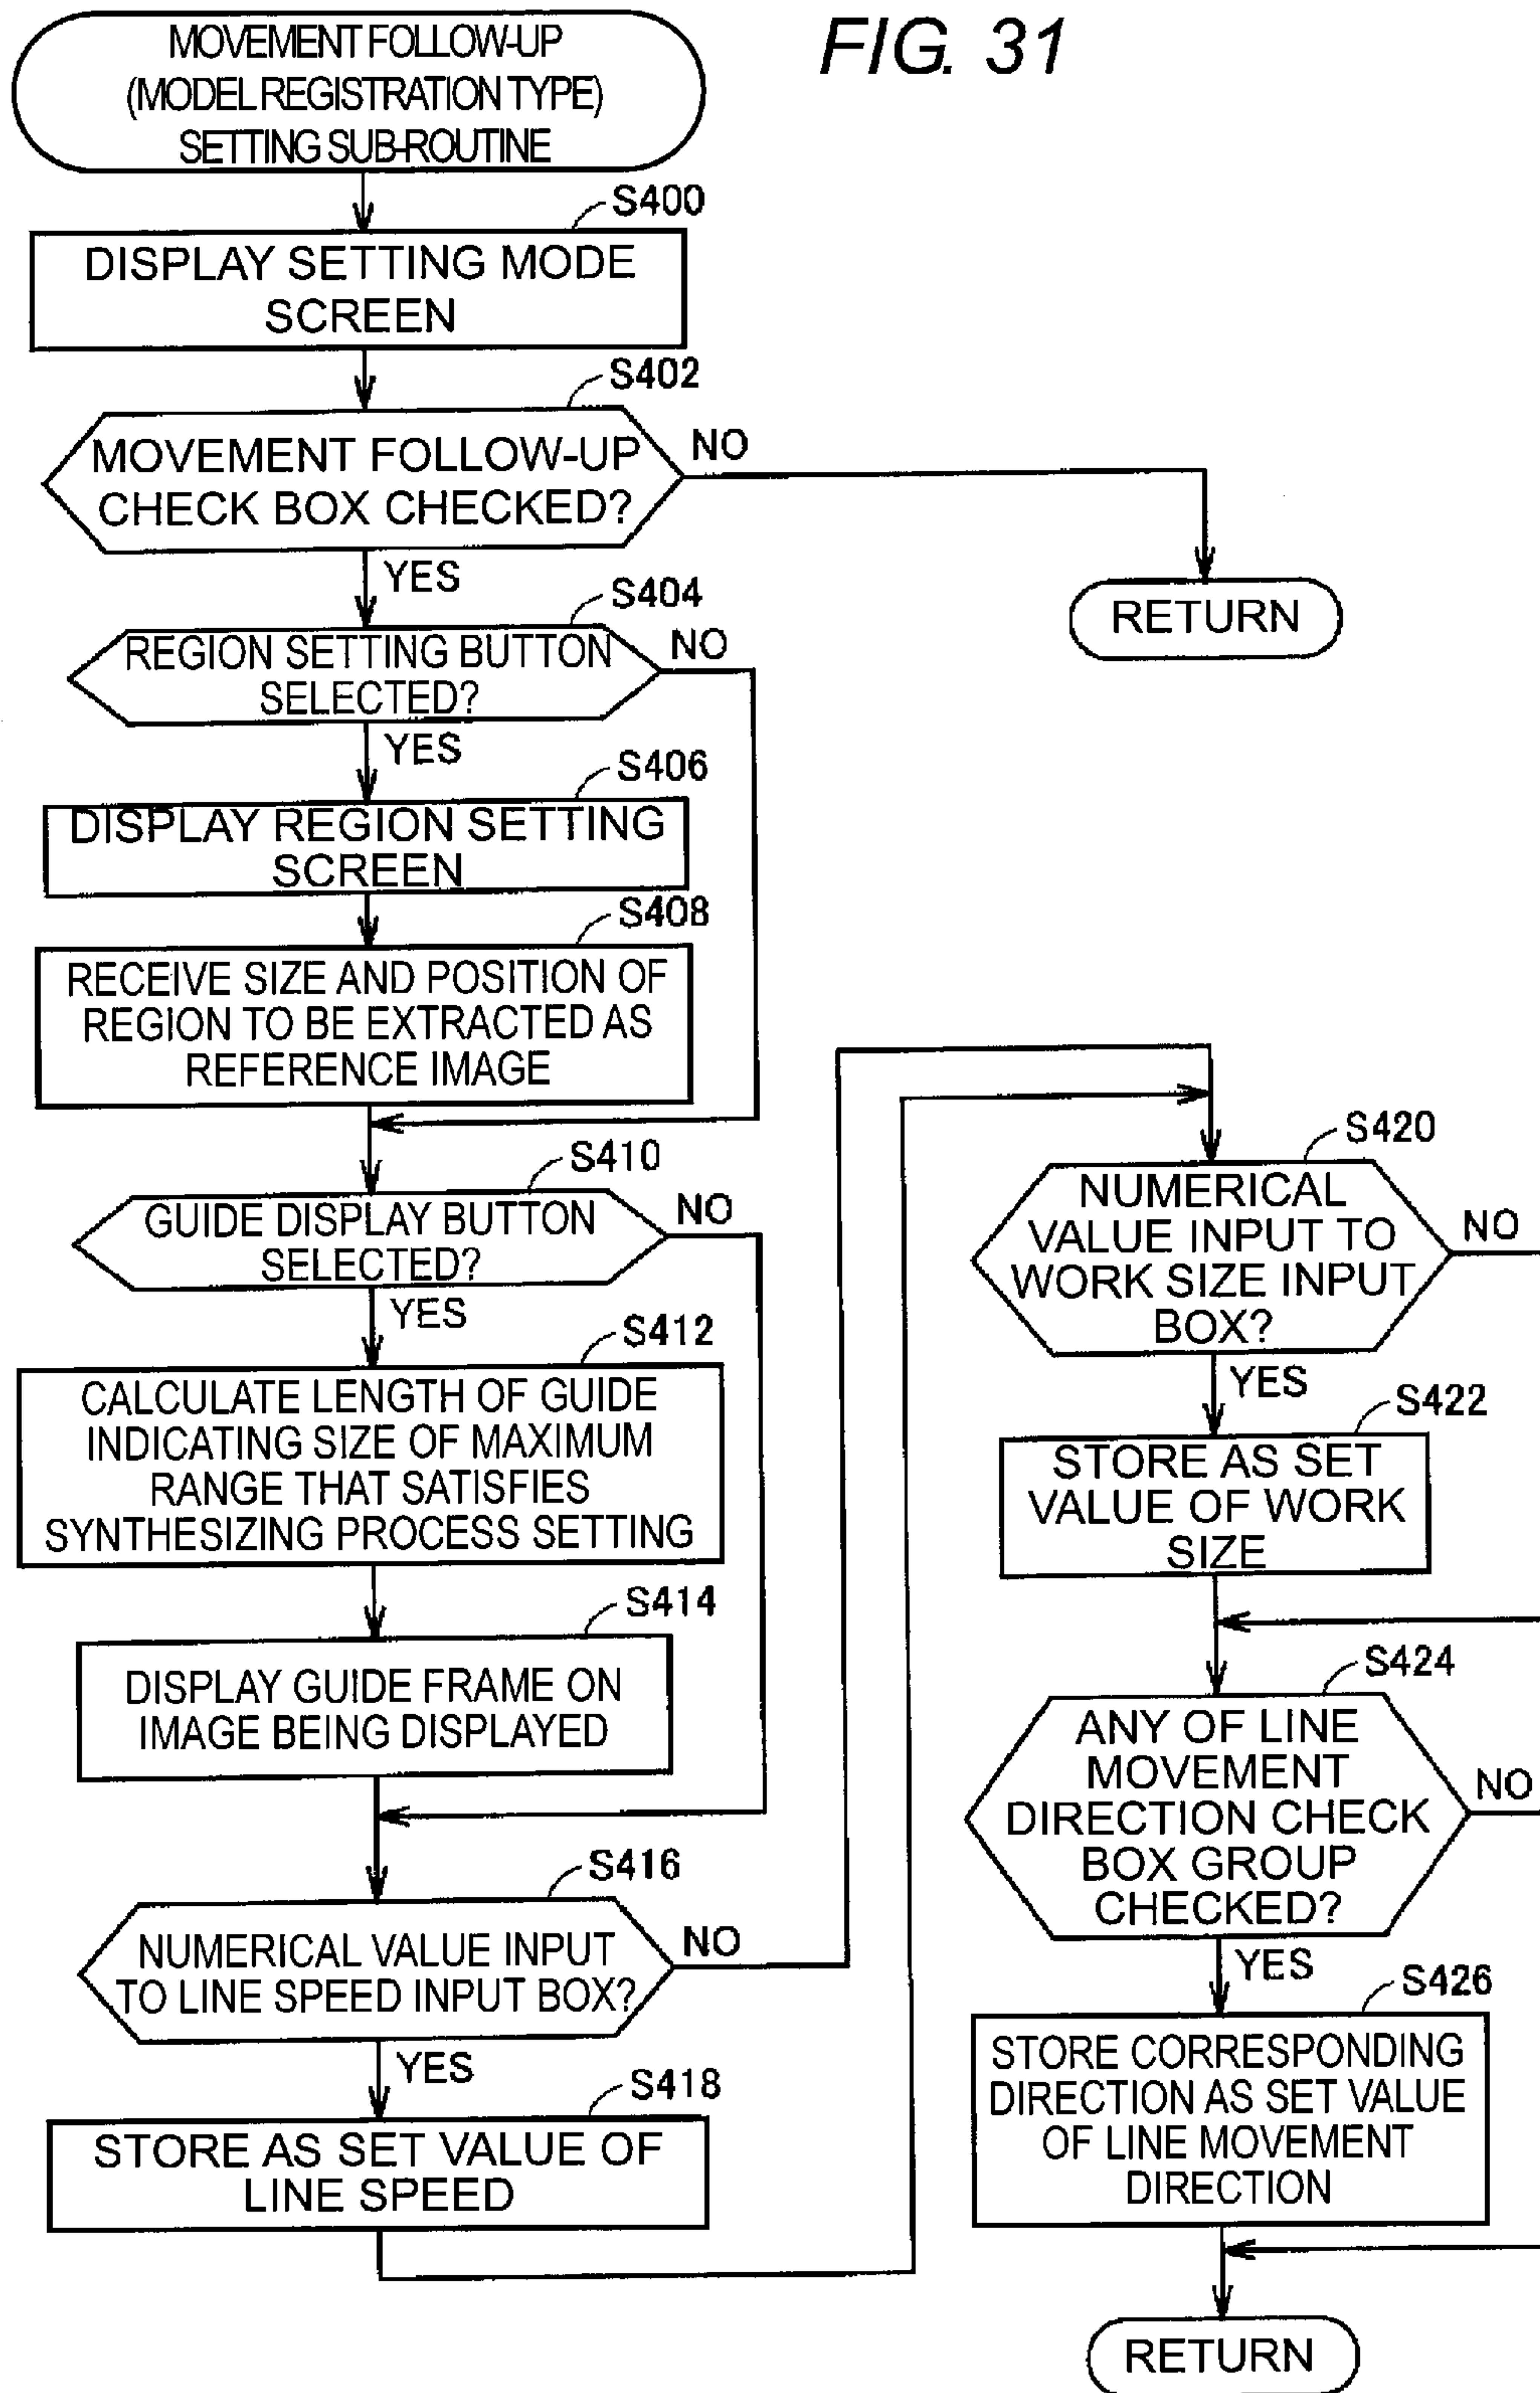 FIG. 31
MOVEMENT FOLLOW-UP
(MODEL REGISTRATION TYPE)
SETTING SUB-ROUTINE
S400
DISPLAY SETTING MODE
SCREEN
S402
MOVEMENT FOLLOW-UP
CHECK BOX CHECKED?
NO
RETURN
YES
S404
REGION SETTING BUTTON
SELECTED?
NO
YES
S406
DISPLAY REGION SETTING
SCREEN
S408
RECEIVE SIZE AND POSITION OF
REGION TO BE EXTRACTED AS
REFERENCE IMAGE
S410
GUIDE DISPLAY BUTTON
SELECTED?
NO
YES
S412
CALCULATE LENGTH OF GUIDE
INDICATING SIZE OF MAXIMUM
RANGE THAT SATISFIES
SYNTHESIZING PROCESS SETTING
S414
DISPLAY GUIDE FRAME ON
IMAGE BEING DISPLAYED
S416
NUMERICAL VALUE INPUT
TO LINE SPEED INPUT BOX?
NO
YES
S418
STORE AS SET VALUE OF
LINE SPEED
S420
NUMERICAL
VALUE INPUT TO
WORK SIZE INPUT
BOX?
NO
YES
S422
STORE AS SET
VALUE OF WORK
SIZE
S424
ANY OF LINE
MOVEMENT
DIRECTION CHECK
BOX GROUP
CHECKED?
NO
YES
S426
STORE CORRESPONDING
DIRECTION AS SET VALUE
OF LINE MOVEMENT
DIRECTION
RETURN